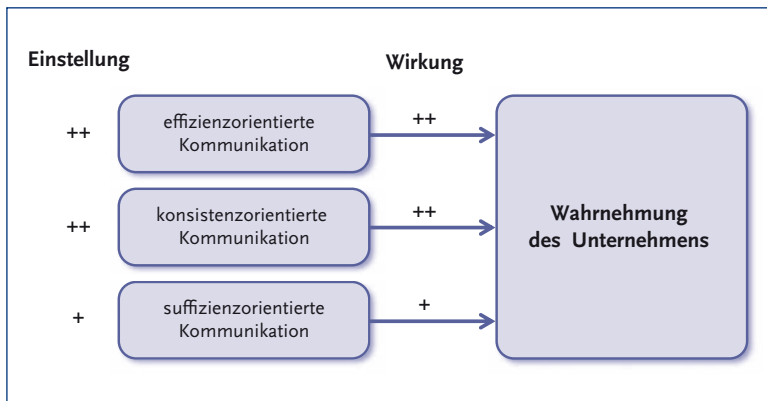 Einstellung
Wirkung
++
effizienzorientierte
Kommunikation
++
++
konsistenzorientierte
Kommunikation
++
+
suffizienzorientierte
Kommunikation
+
Wahrnehmung
des Unternehmens